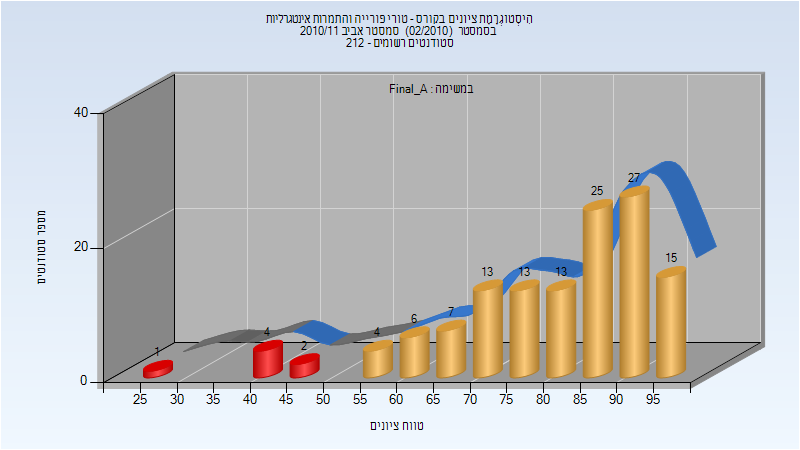 היסטוגרמת ציונים בקורס - טורי פורייה והתמרות אינטגרליות
בסמסטר (02/2010) סמסטר אביב 2010/11
סטודנטים רשומים - 212
במשימה : Final_A
מספר סטודנטים
40
20
0
1
4
2
4
6
7
13
13
13
25
27
15
25 30 35 40 45 50 55 60 65 70 75 80 85 90 95
טווח ציונים